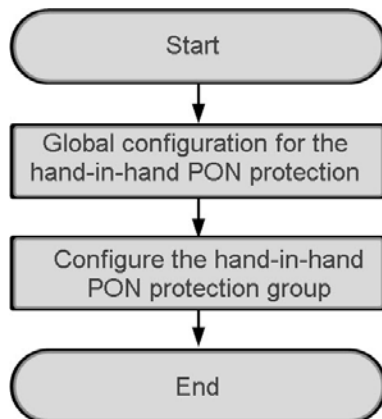 Start
Global configuration for the
hand-in-hand PON protection
Configure the hand-in-hand
PON protection group
End